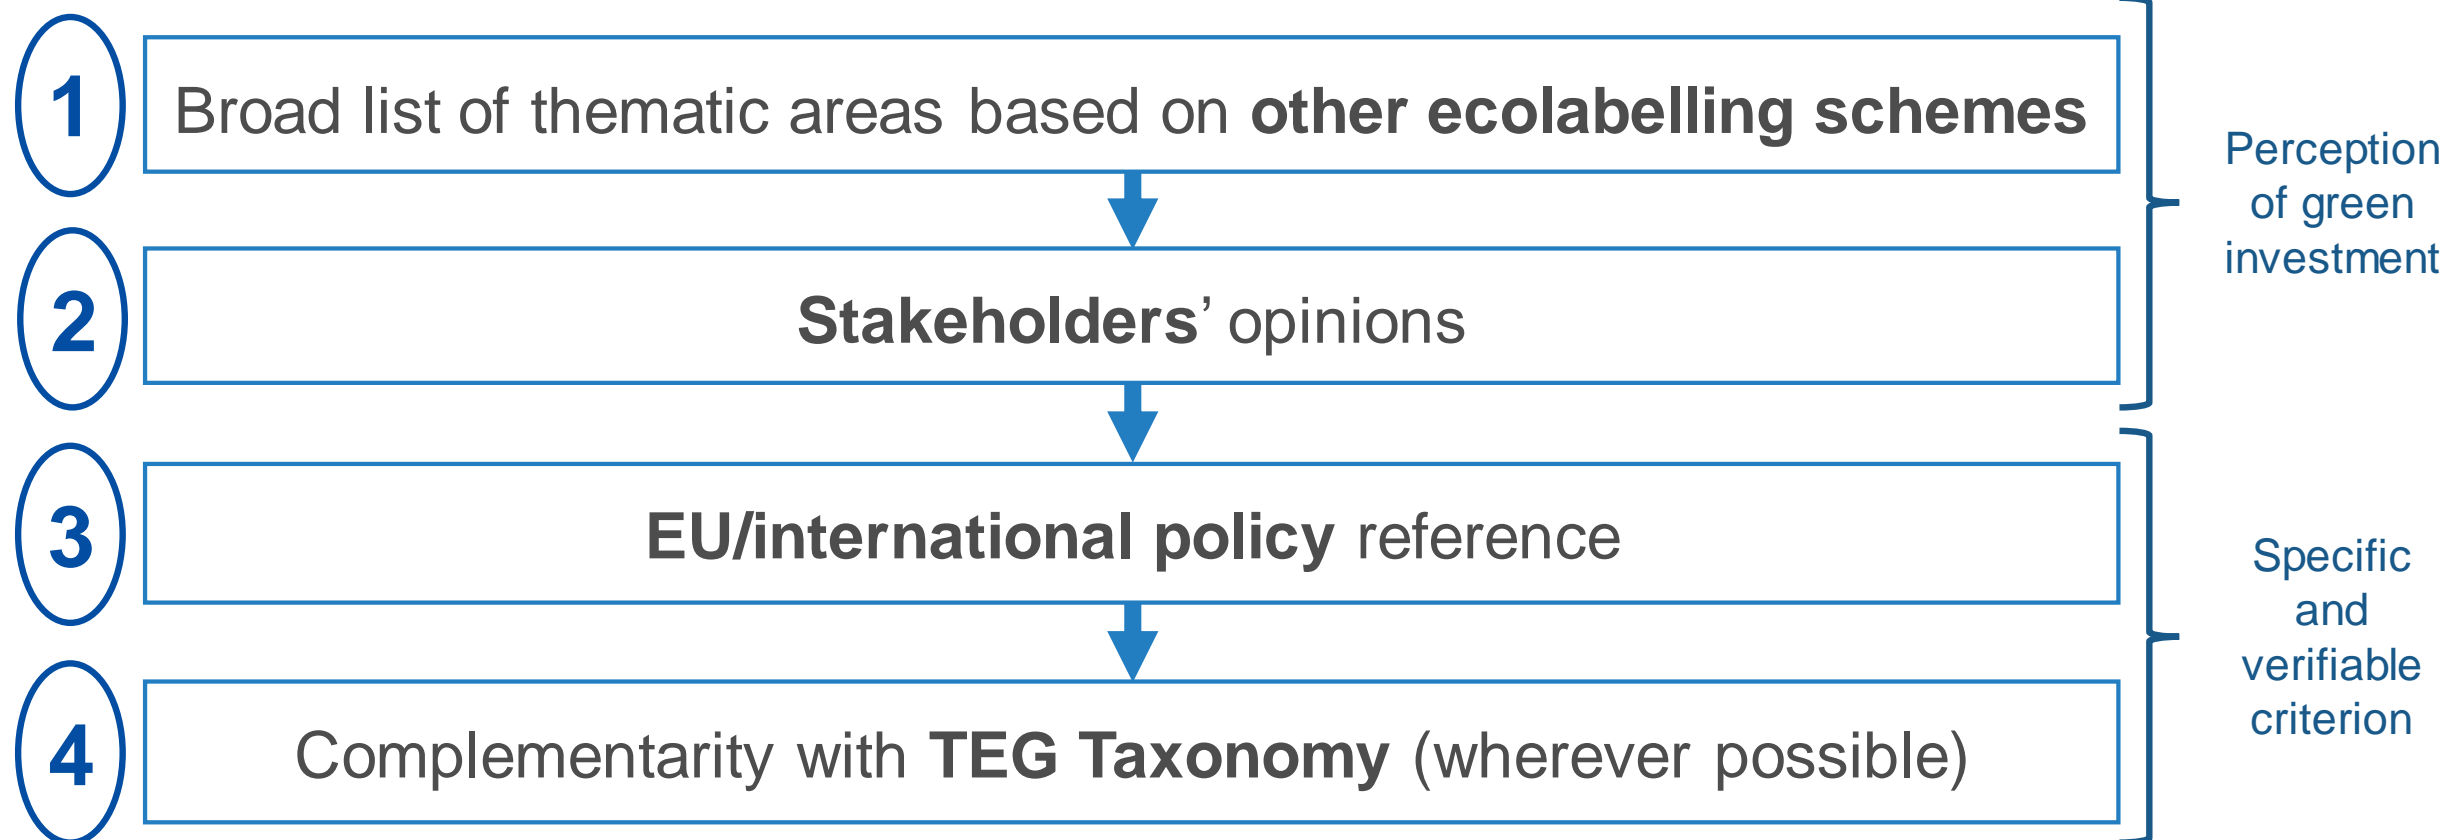 1
Broad list of thematic areas based on other ecolabelling schemes
2
Stakeholders’ opinions
Perception
of green
investment
3
EU/international policy reference
4
Complementarity with TEG Taxonomy (wherever possible)
Specific
and
verifiable
criterion